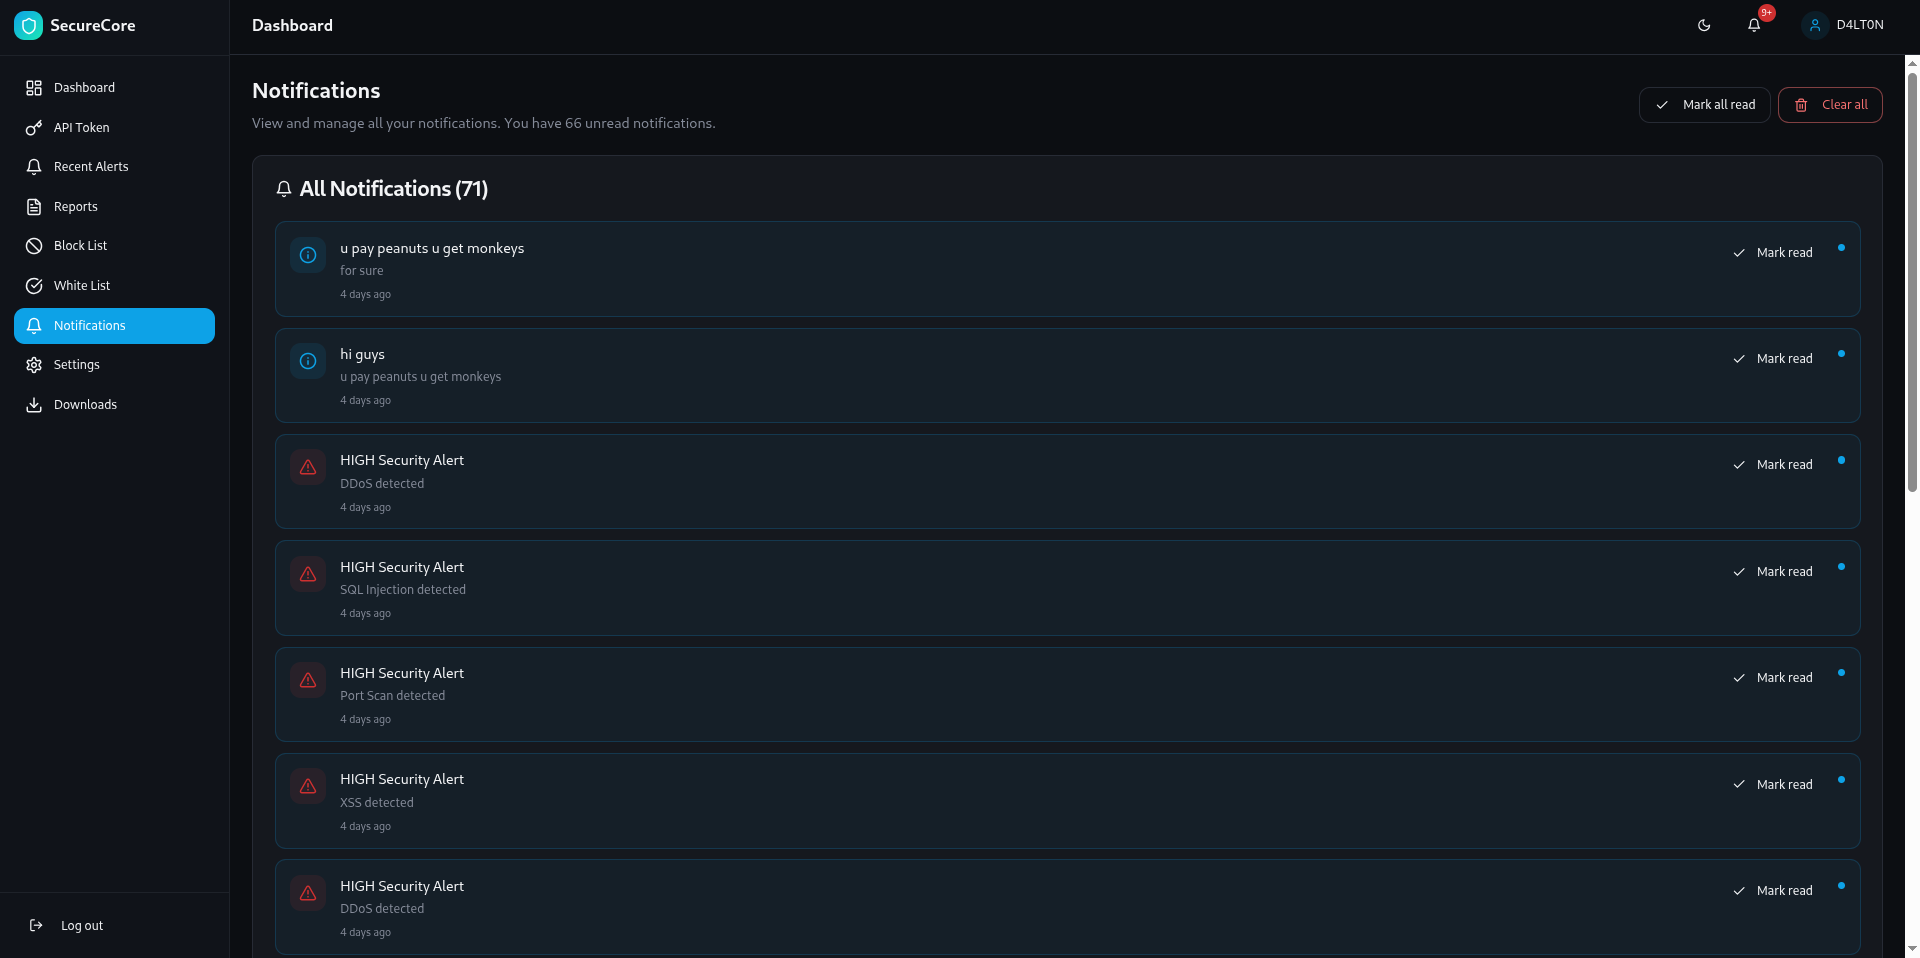 SecureCore
Dashboard
9+
D4LT0N
Dashboard
API Token
Recent Alerts
Reports
Block List
White List
Notifications
Settings
Downloads
Log out
Notifications
View and manage all your notifications. You have 66 unread notifications.
Mark all read
Clear all
All Notifications (71)
u pay peanuts u get monkeys
for sure
4 days ago
Mark read
hi guys
u pay peanuts u get monkeys
4 days ago
Mark read
HIGH Security Alert
DDoS detected
4 days ago
Mark read
HIGH Security Alert
SQL Injection detected
4 days ago
Mark read
HIGH Security Alert
Port Scan detected
4 days ago
Mark read
HIGH Security Alert
XSS detected
4 days ago
Mark read
HIGH Security Alert
DDoS detected
4 days ago
Mark read